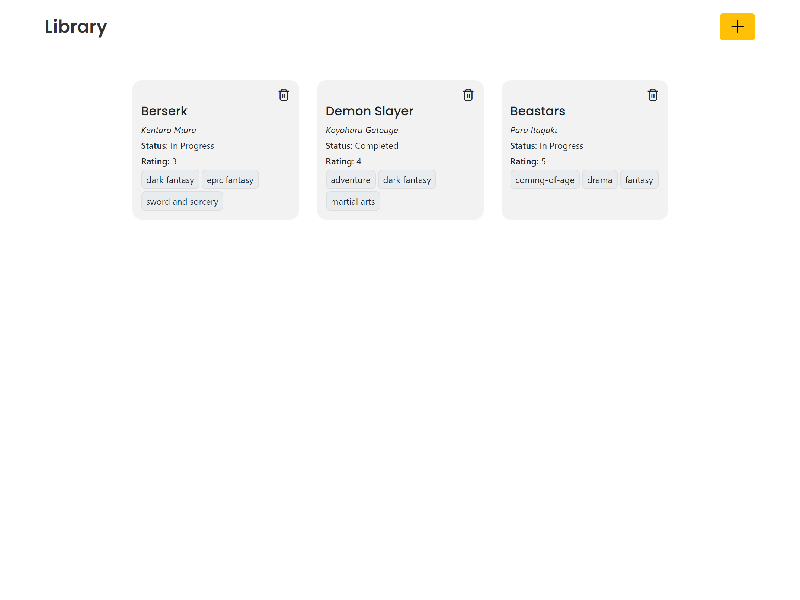 Library
Berserk
Kentaro Miura
Status: In Progress
Rating: 3
dark fantasy
epic fantasy
sword and sorcery
Demon Slayer
Koyoharu Gotouge
Status: Completed
Rating: 4
adventure
dark fantasy
martial arts
Beastars
Paru Itagaki
Status: In Progress
Rating: 5
coming-of-age
drama
fantasy